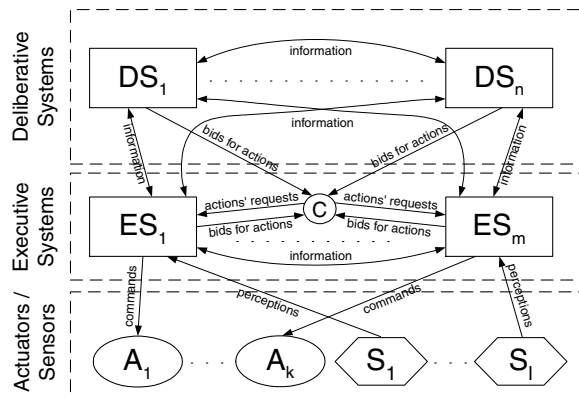 Deliberative
Systems
DS1
information
. . . . . . . . . .
DSn
information
information
bids for actions
bids for actions
information
Executive
Systems
ES1
actions' requests
C
actions' requests
ESm
bids for actions
bids for actions
. . . . . . . . . .
information
Actuators /
Sensors
commands
perceptions
commands
perceptions
A1
. . .
Ak
S1
. . .
Sl